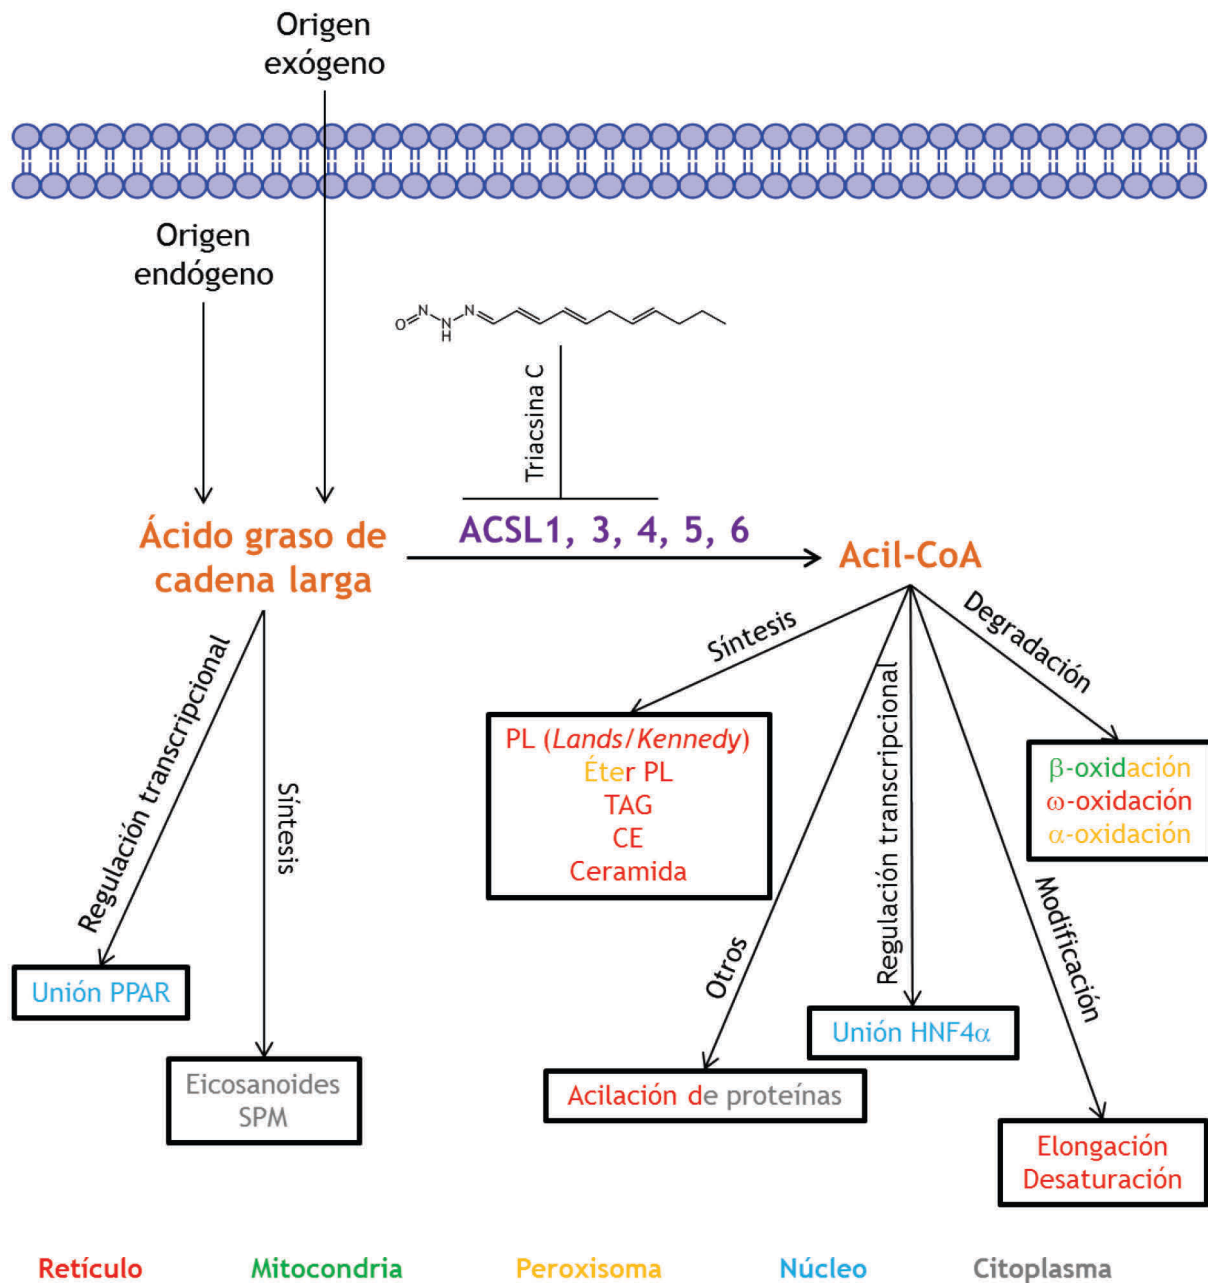 Origen
exógeno
Origen
endógeno
O
N
N
H
N
Triacsina C
ACSL1, 3, 4, 5, 6
Ácido graso de
cadena larga
Acil-CoA
Regulación transcripcional
Síntesis
Síntesis
Otros
Regulación transcripcional
Modificación
Degradación
PL (Lands/Kennedy)
Éter PL
TAG
CE
Ceramida
β-oxidación
ω-oxidación
α-oxidación
Unión PPAR
Unión HNF4α
Eicosanoides
SPM
Acilación de proteínas
Elongación
Desaturación
Retículo
Mitocondria
Peroxisoma
Núcleo
Citoplasma